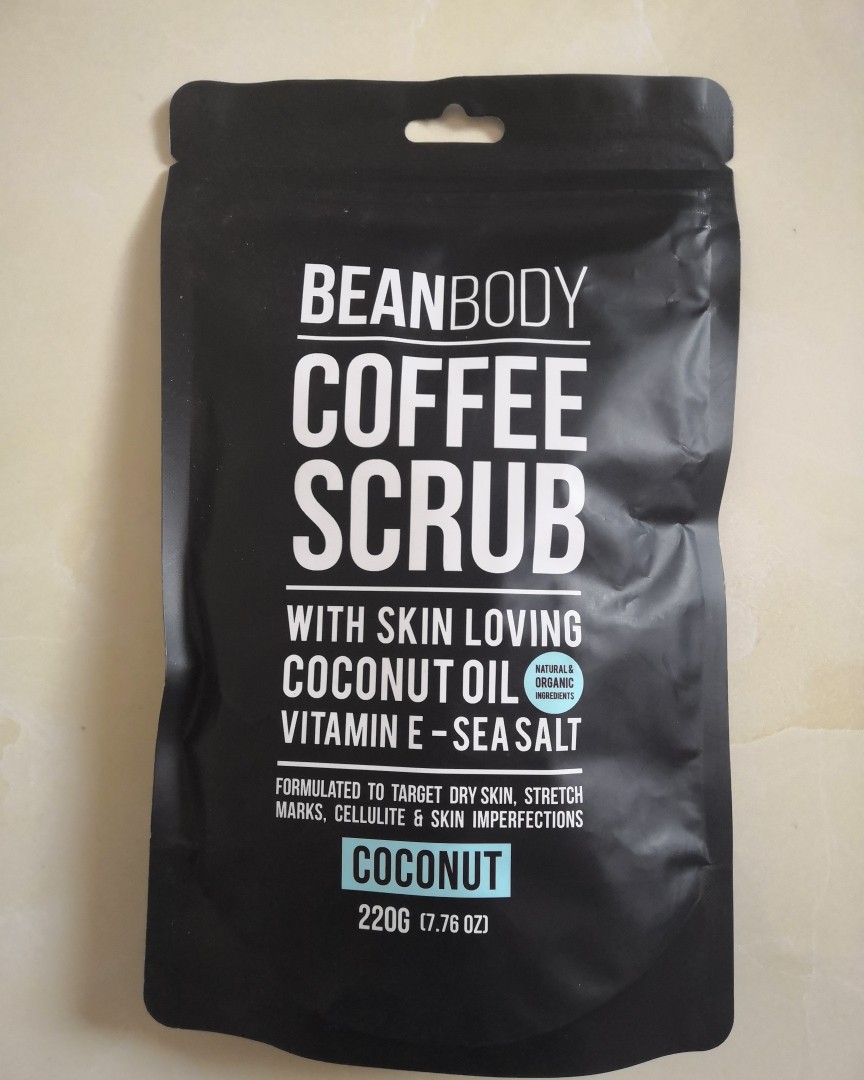 BEANBODY
COFFEE
SCRUB
WITH SKIN LOVING
COCONUT OIL
NATURAL &
ORGANIC
INGREDIENTS
VITAMIN E - SEA SALT
FORMULATED TO TARGET DRY SKIN, STRETCH
MARKS, CELLULITE & SKIN IMPERFECTIONS
COCONUT
220G (7.76 OZ)